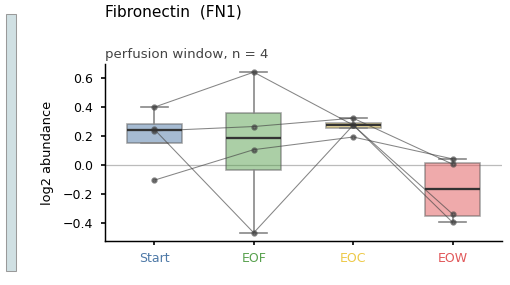 Fibronectin (FN1)
perfusion window, n = 4
log2 abundance
0.6
0.4
0.2
0.0
−0.2
−0.4
Start EOF EOC EOW